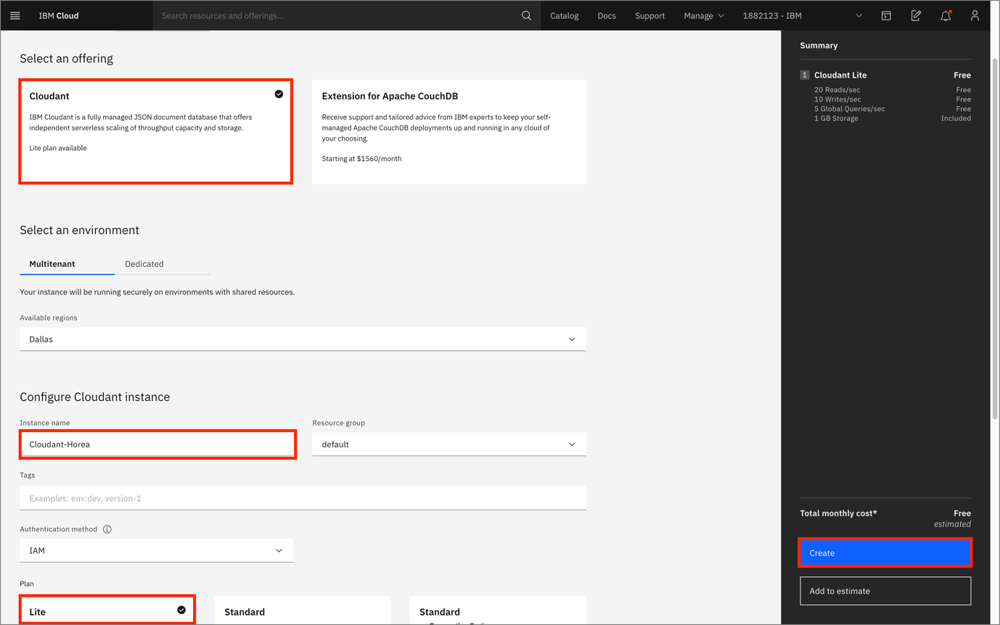 IBM Cloud
Search resources and offerings...
Catalog
Docs
Support
Manage
1882123 - IBM
Select an offering
Cloudant
IBM Cloudant is a fully managed JSON document database that offers
independent serverless scaling of throughput capacity and storage.
Lite plan available
Extension for Apache CouchDB
Receive support and tailored advice from IBM experts to keep your self-
managed Apache CouchDB deployments up and running in any cloud of
your choosing.
Starting at $1560/month
Select an environment
Multitenant
Dedicated
Your instance will be running securely on environments with shared resources.
Available regions
Dallas
Configure Cloudant instance
Instance name
Cloudant-Horea
Resource group
default
Tags
Examples: env:dev, version-1
Authentication method
IAM
Plan
Lite
Standard
Standard
Summary
1 Cloudant Lite Free
20 Reads/sec Free
10 Writes/sec Free
5 Global Queries/sec Free
1 GB Storage Included
Total monthly cost* Free
estimated
Create
Add to estimate